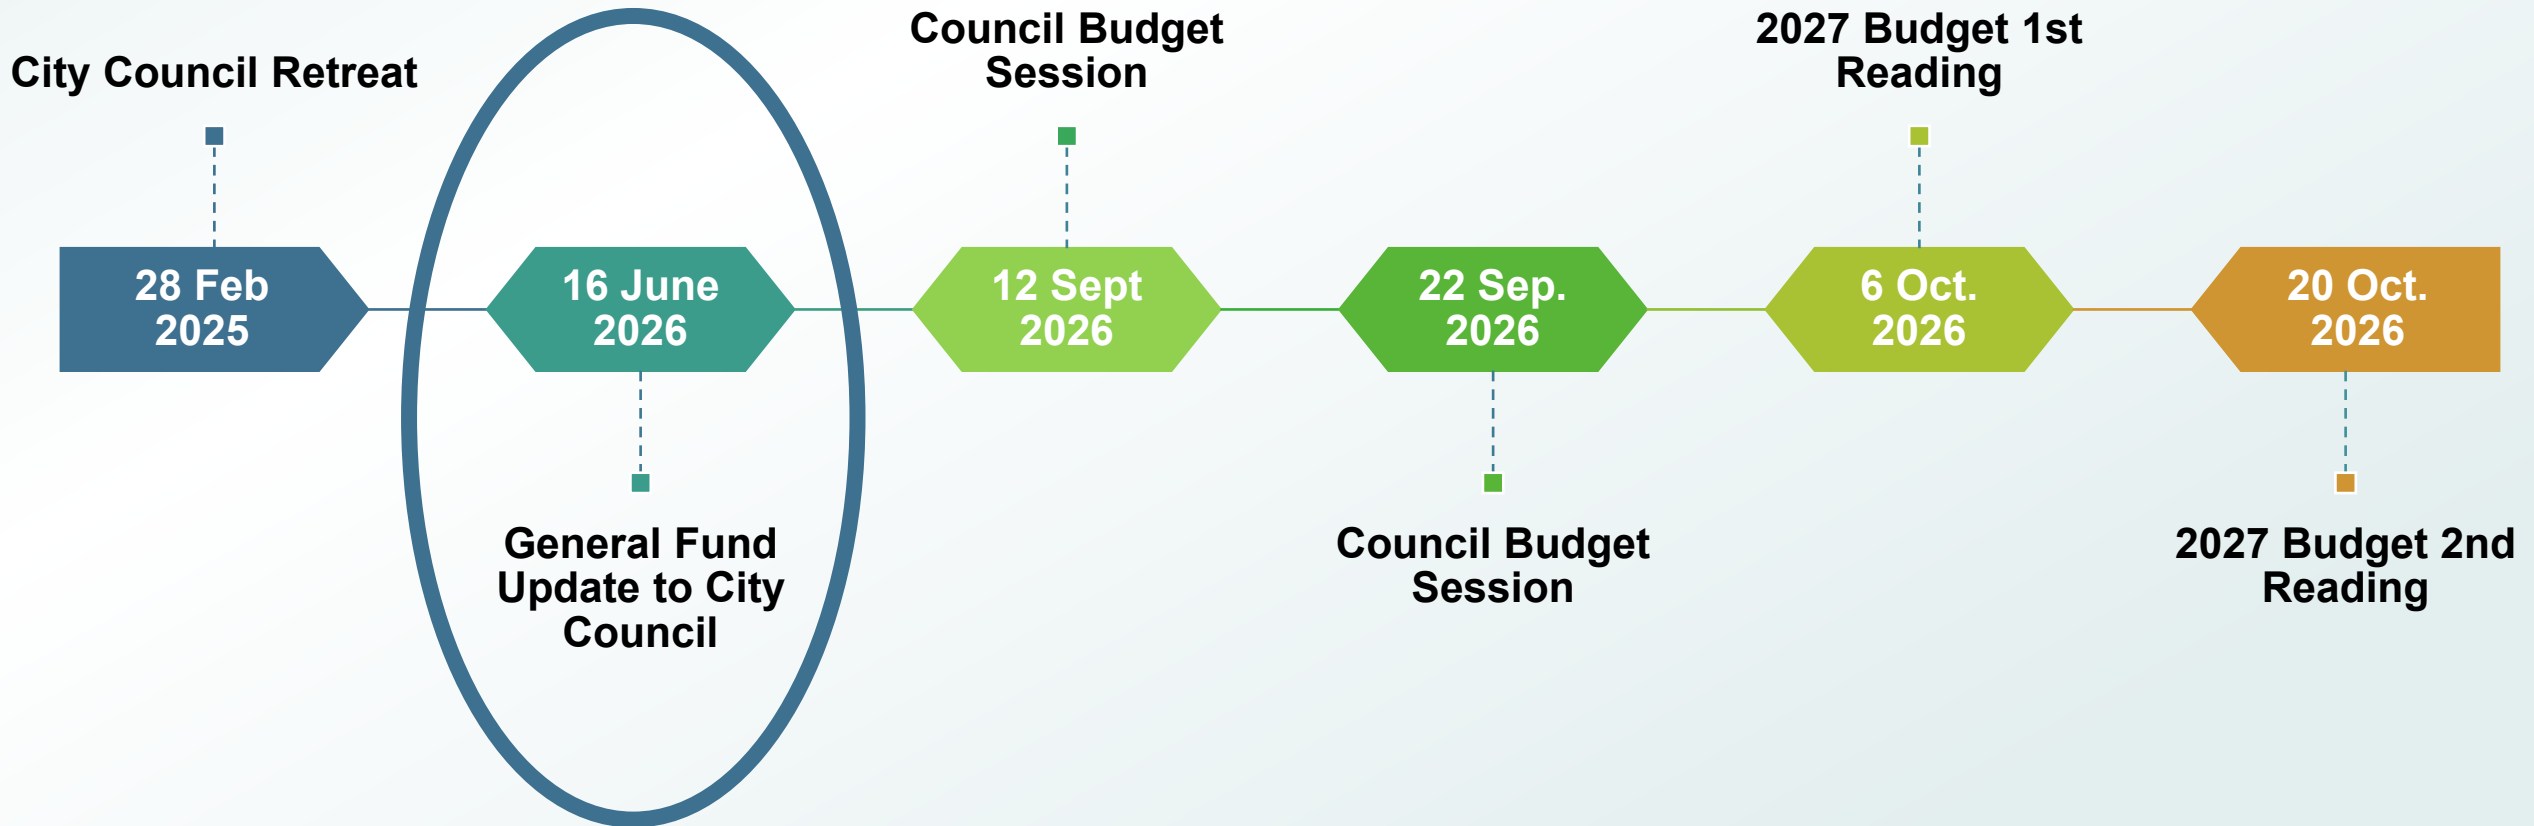 City Council Retreat
28 Feb
2025
16 June
2026
General Fund
Update to City
Council
Council Budget
Session
12 Sept
2026
22 Sep.
2026
Council Budget
Session
2027 Budget 1st
Reading
6 Oct.
2026
20 Oct.
2026
2027 Budget 2nd
Reading